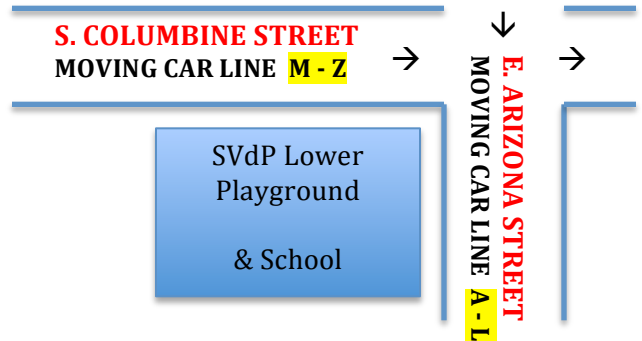 S. COLUMBINE STREET
MOVING CAR LINE M - Z
E. ARIZONA STREET
MOVING CAR LINE A - L
SVdP Lower
Playground
& School